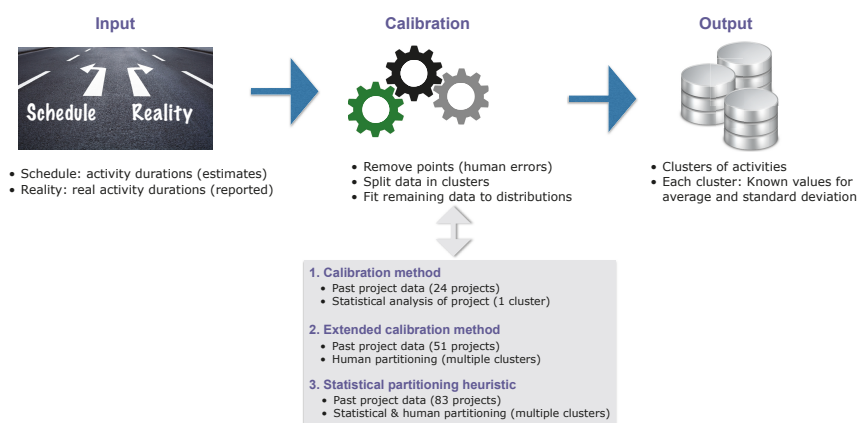 Input
Schedule
Reality
• Schedule: activity durations (estimates)
• Reality: real activity durations (reported)
Calibration
• Remove points (human errors)
• Split data in clusters
• Fit remaining data to distributions
Output
• Clusters of activities
• Each cluster: Known values for
average and standard deviation
1. Calibration method
• Past project data (24 projects)
• Statistical analysis of project (1 cluster)
2. Extended calibration method
• Past project data (51 projects)
• Human partitioning (multiple clusters)
3. Statistical partitioning heuristic
• Past project data (83 projects)
• Statistical & human partitioning (multiple clusters)